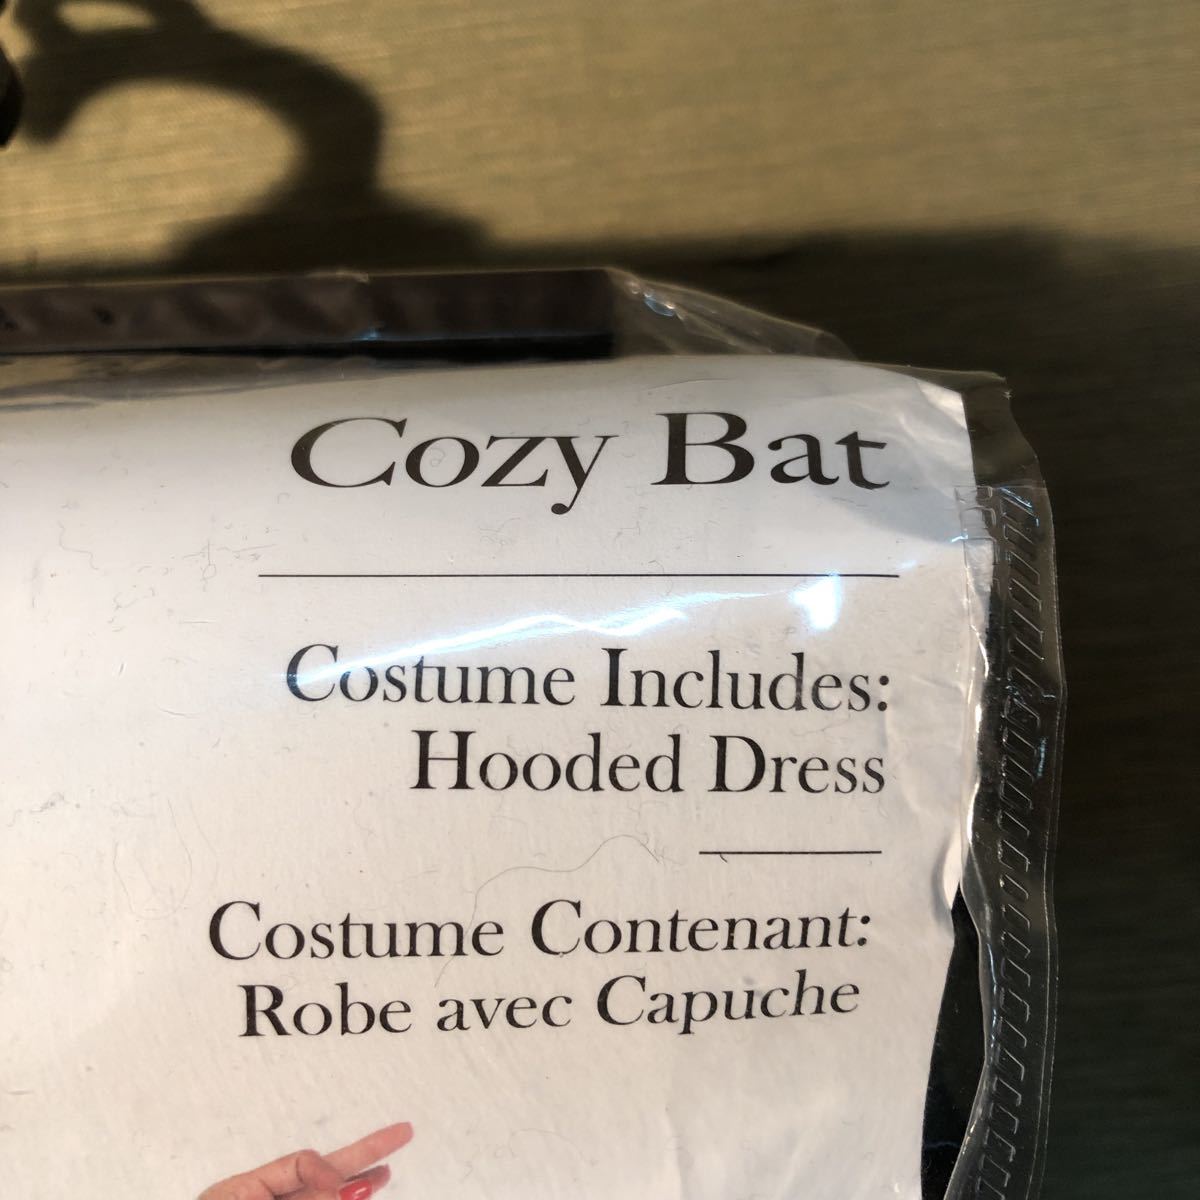 Cozy Bat
Costume Includes:
Hooded Dress
Costume Contenant:
Robe avec Capuche